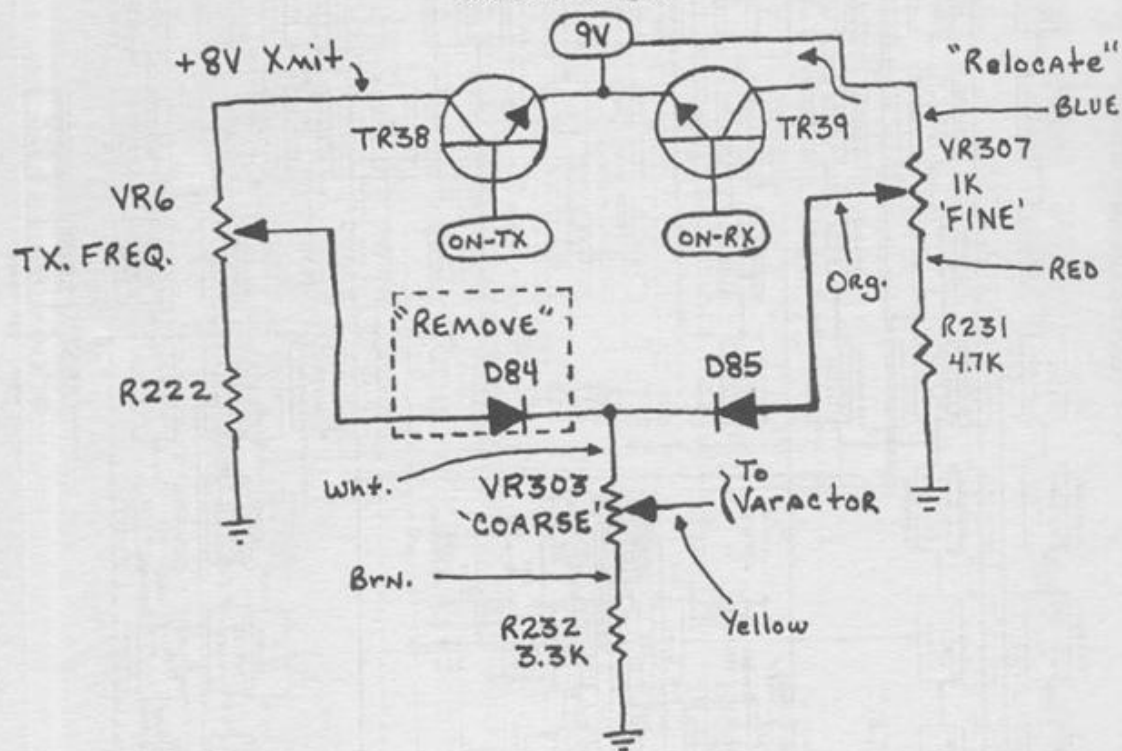 9V
+8V Xmit
"Relocate"
BLUE
TR38
TR39
VR307
1K
'FINE'
VR6
TX. FREQ.
ON-TX
ON-RX
Org.
RED
"REMOVE"
D84
D85
R231
4.7K
R222
Wht.
VR303
'COARSE'
To
VARACTOR
Brn.
Yellow
R232
3.3K